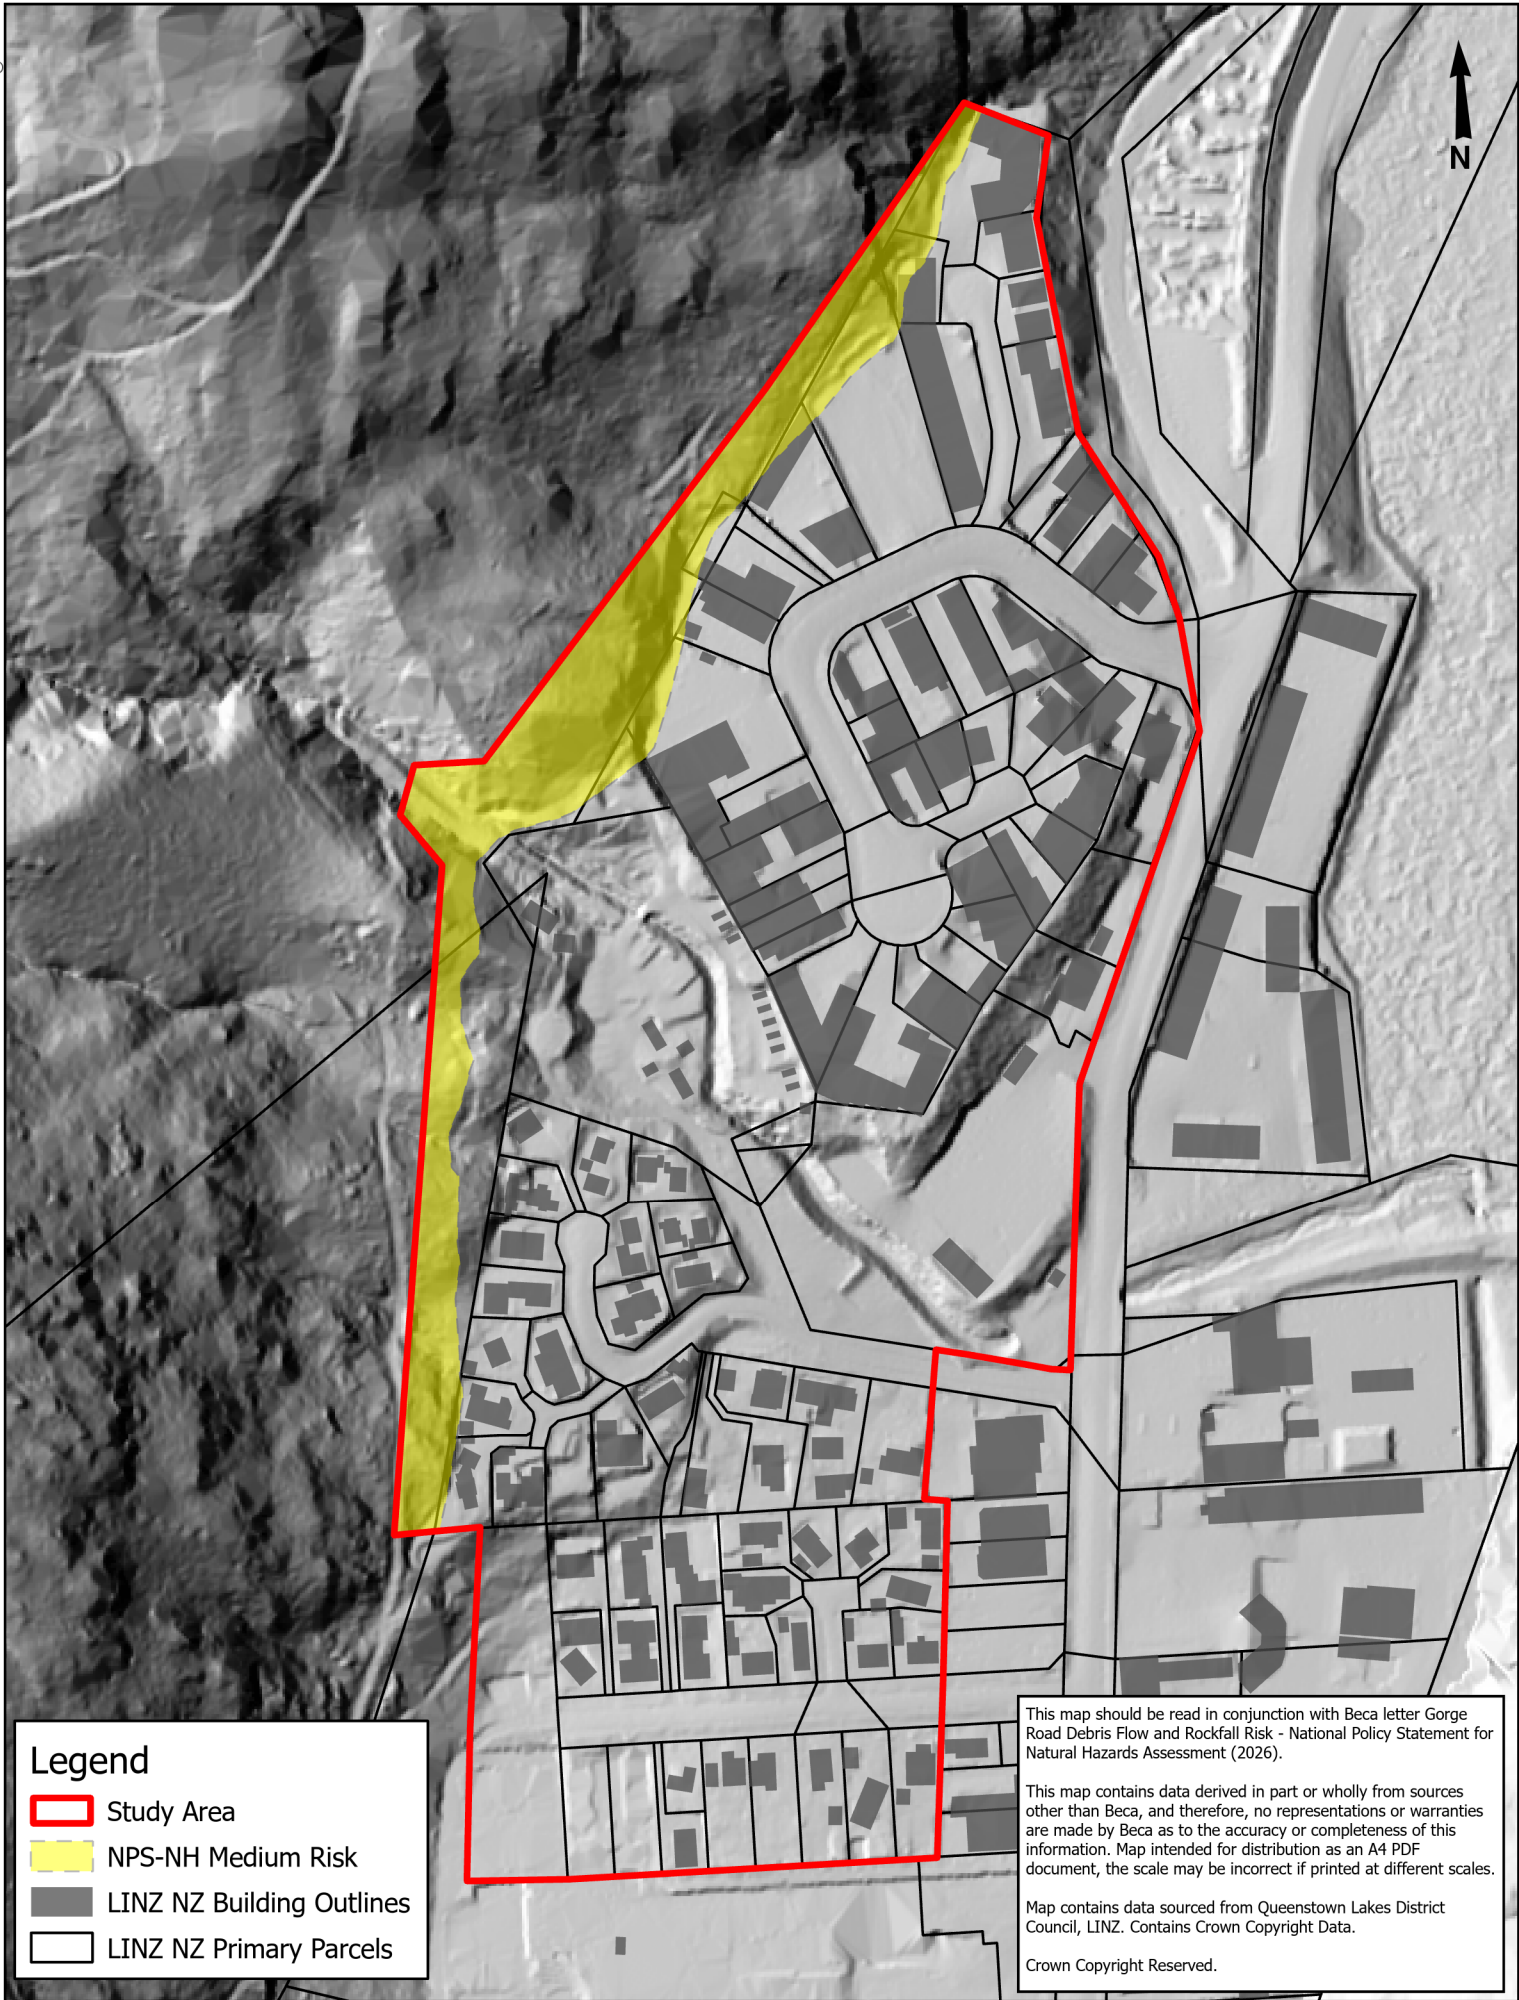 N
Legend
Study Area
NPS-NH Medium Risk
LINZ NZ Building Outlines
LINZ NZ Primary Parcels
This map should be read in conjunction with Beca letter Gorge
Road Debris Flow and Rockfall Risk - National Policy Statement for
Natural Hazards Assessment (2026).
This map contains data derived in part or wholly from sources
other than Beca, and therefore, no representations or warranties
are made by Beca as to the accuracy or completeness of this
information. Map intended for distribution as an A4 PDF
document, the scale may be incorrect if printed at different scales.
Map contains data sourced from Queenstown Lakes District
Council, LINZ. Contains Crown Copyright Data.
Crown Copyright Reserved.